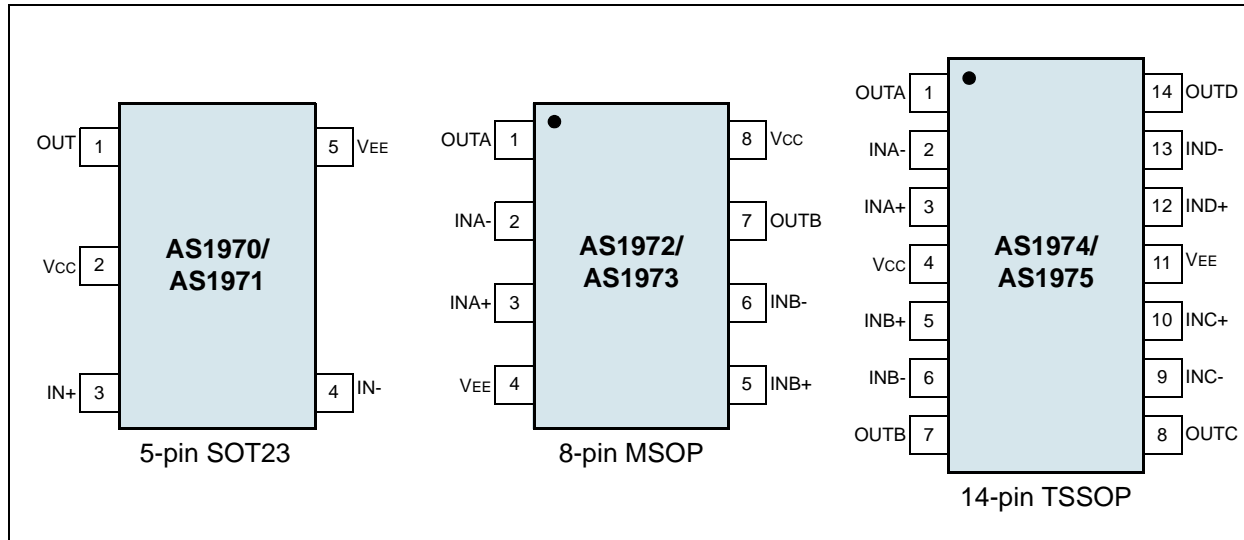 OUT 1
5 VEE
VCC 2
AS1970/
AS1971
IN+ 3
4 IN-
5-pin SOT23
OUTA 1
8 VCC
INA- 2
7 OUTB
AS1972/
AS1973
INA+ 3
6 INB-
VEE 4
5 INB+
8-pin MSOP
OUTA 1
14 OUTD
INA- 2
13 IND-
INA+ 3
12 IND+
AS1974/
AS1975
VCC 4
11 VEE
INB+ 5
10 INC+
INB- 6
9 INC-
OUTB 7
8 OUTC
14-pin TSSOP